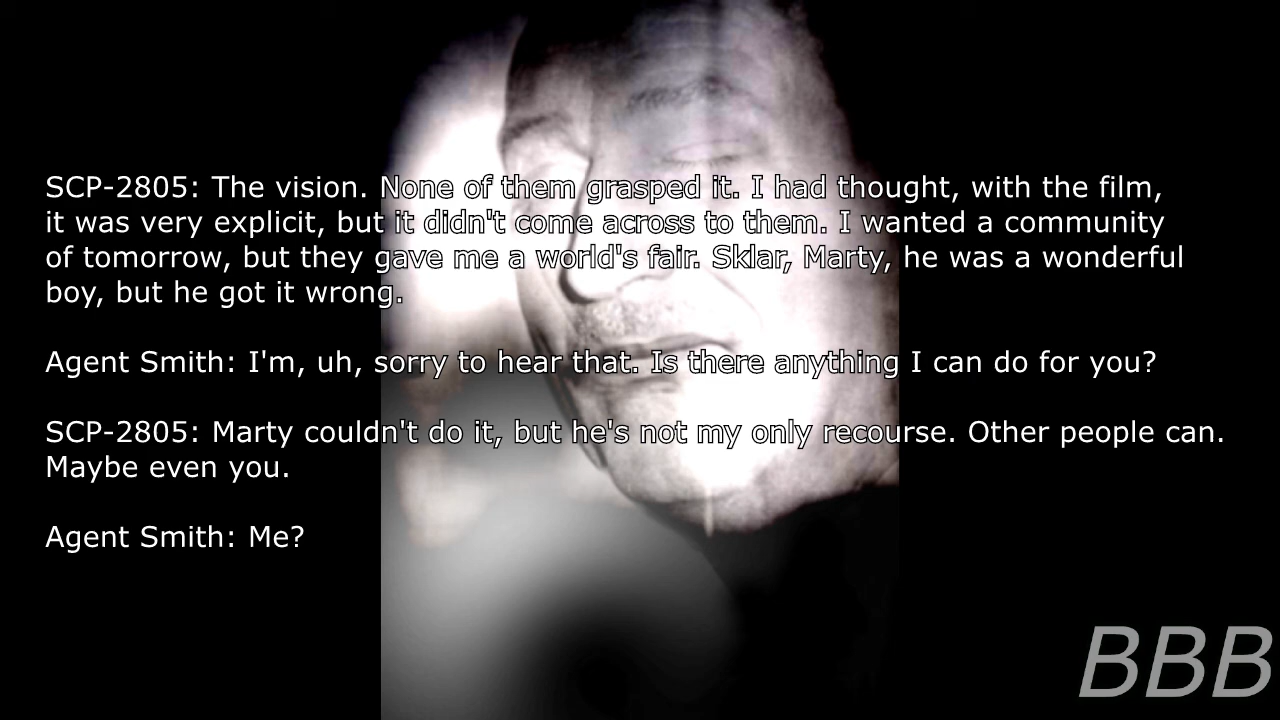 SCP-2805: The vision. None of them grasped it. I had thought, with the film,
it was very explicit, but it didn't come across to them. I wanted a community
of tomorrow, but they gave me a world's fair. Sklar, Marty, he was a wonderful
boy, but he got it wrong.
Agent Smith: I'm, uh, sorry to hear that. Is there anything I can do for you?
SCP-2805: Marty couldn't do it, but he's not my only recourse. Other people can.
Maybe even you.
Agent Smith: Me?
BBB